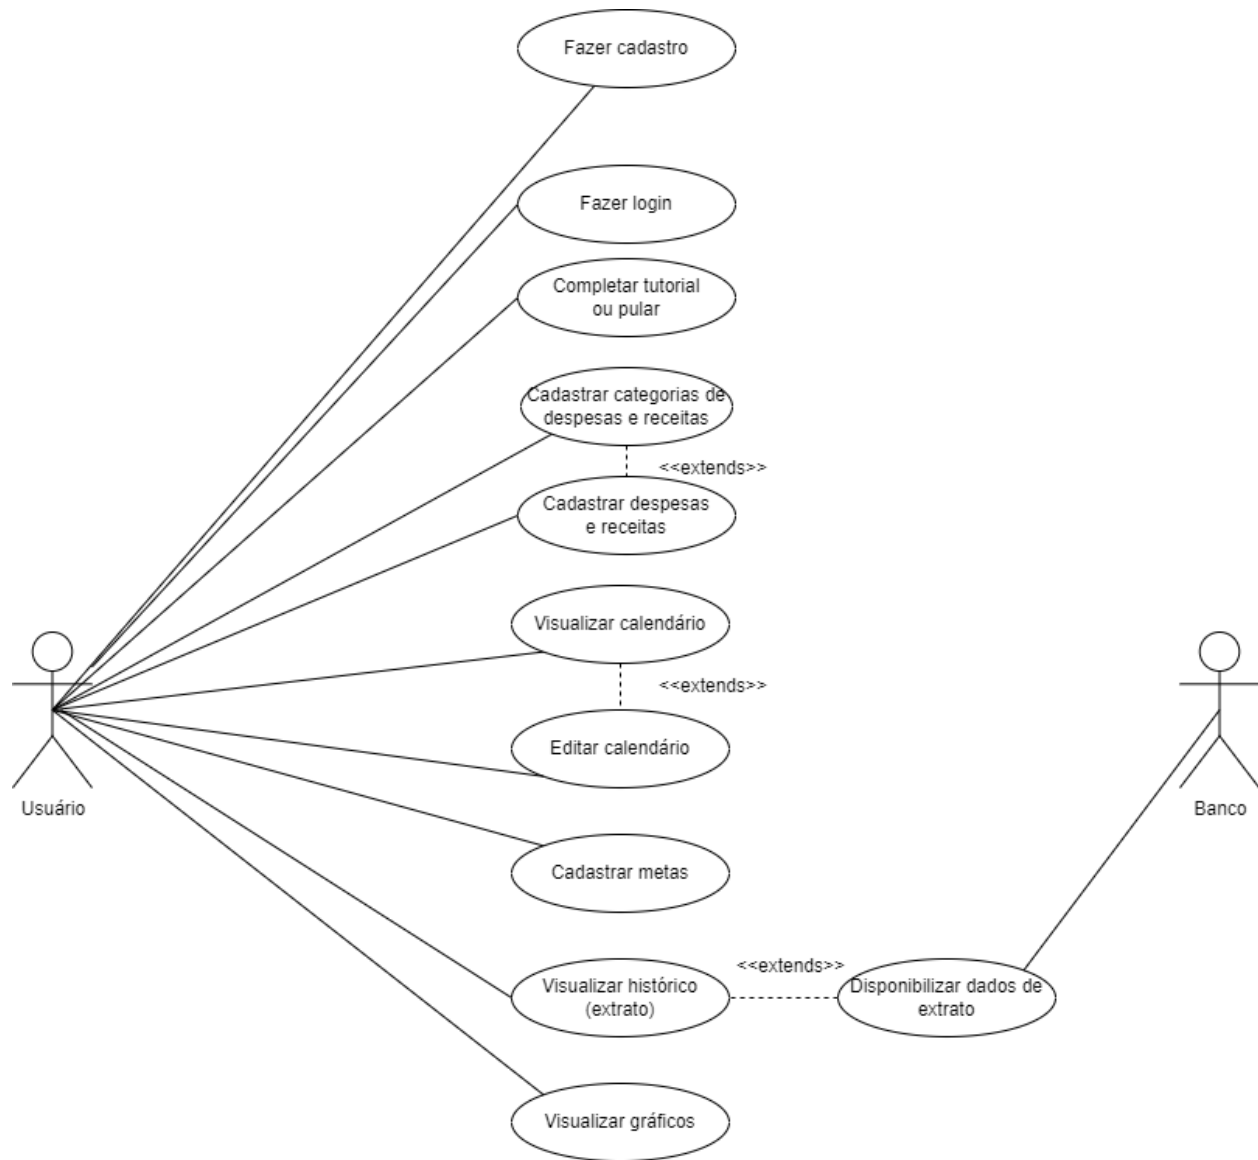 Fazer cadastro
Fazer login
Completar tutorial
ou pular
Cadastrar categorias de
despesas e receitas
<<extends>>
Cadastrar despesas
e receitas
Visualizar calendário
<<extends>>
Editar calendário
Usuário
Banco
Cadastrar metas
<<extends>>
Visualizar histórico
(extrato)
Disponibilizar dados de
extrato
Visualizar gráficos